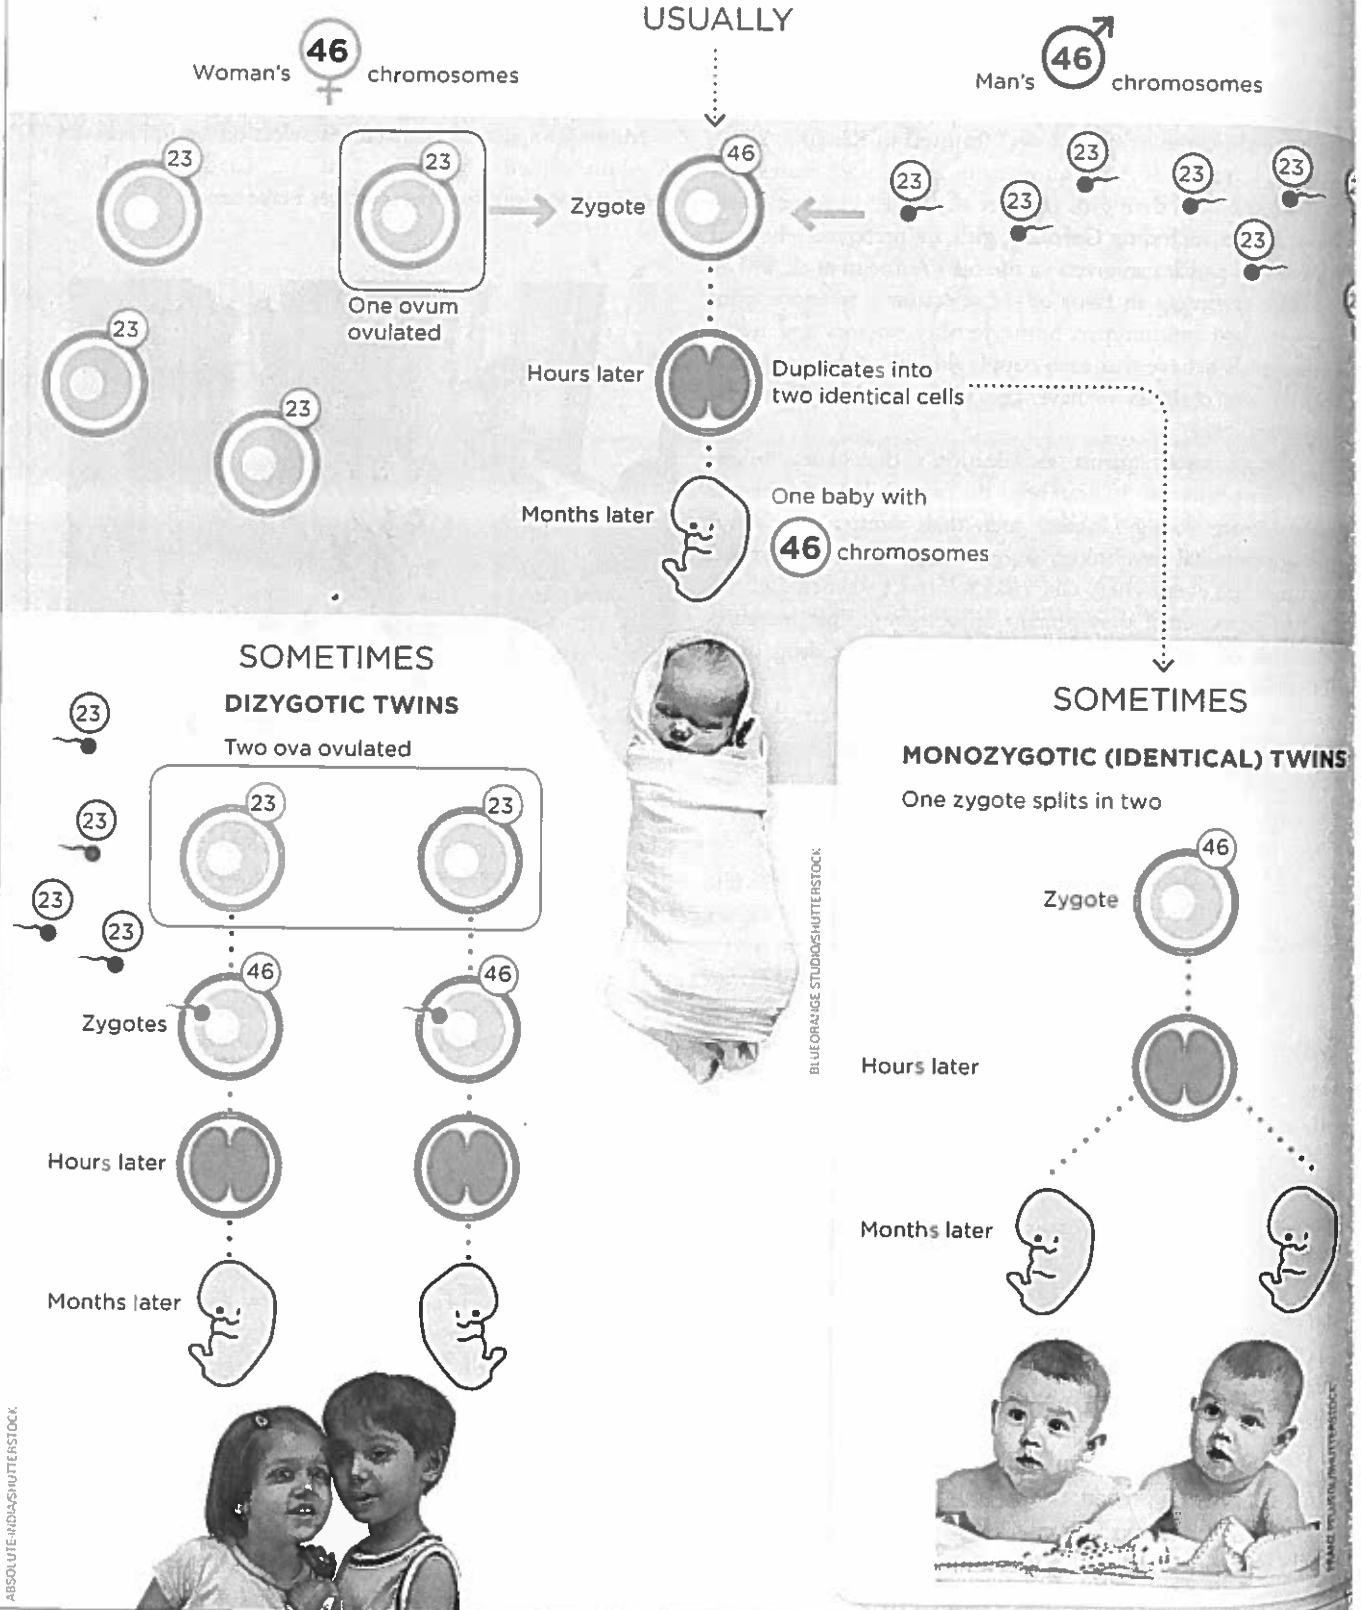 USUALLY
Woman's 46 chromosomes
Man's 46 chromosomes
23
23
46
23
23
23
23
23
23
Zygote
One ovum
ovulated
23
23
Hours later
Duplicates into
two identical cells
Months later
One baby with
46 chromosomes
SOMETIMES
DIZYGOTIC TWINS
Two ova ovulated
23
23
23
23
23
23
Zygotes
46
46
Hours later
Months later
ABSOLUTE-INDIA/SHUTTERSTOCK
BLUEORANGE STUDIO/SHUTTERSTOCK
SOMETIMES
MONOZYGOTIC (IDENTICAL) TWINS
One zygote splits in two
46
Zygote
Hours later
Months later